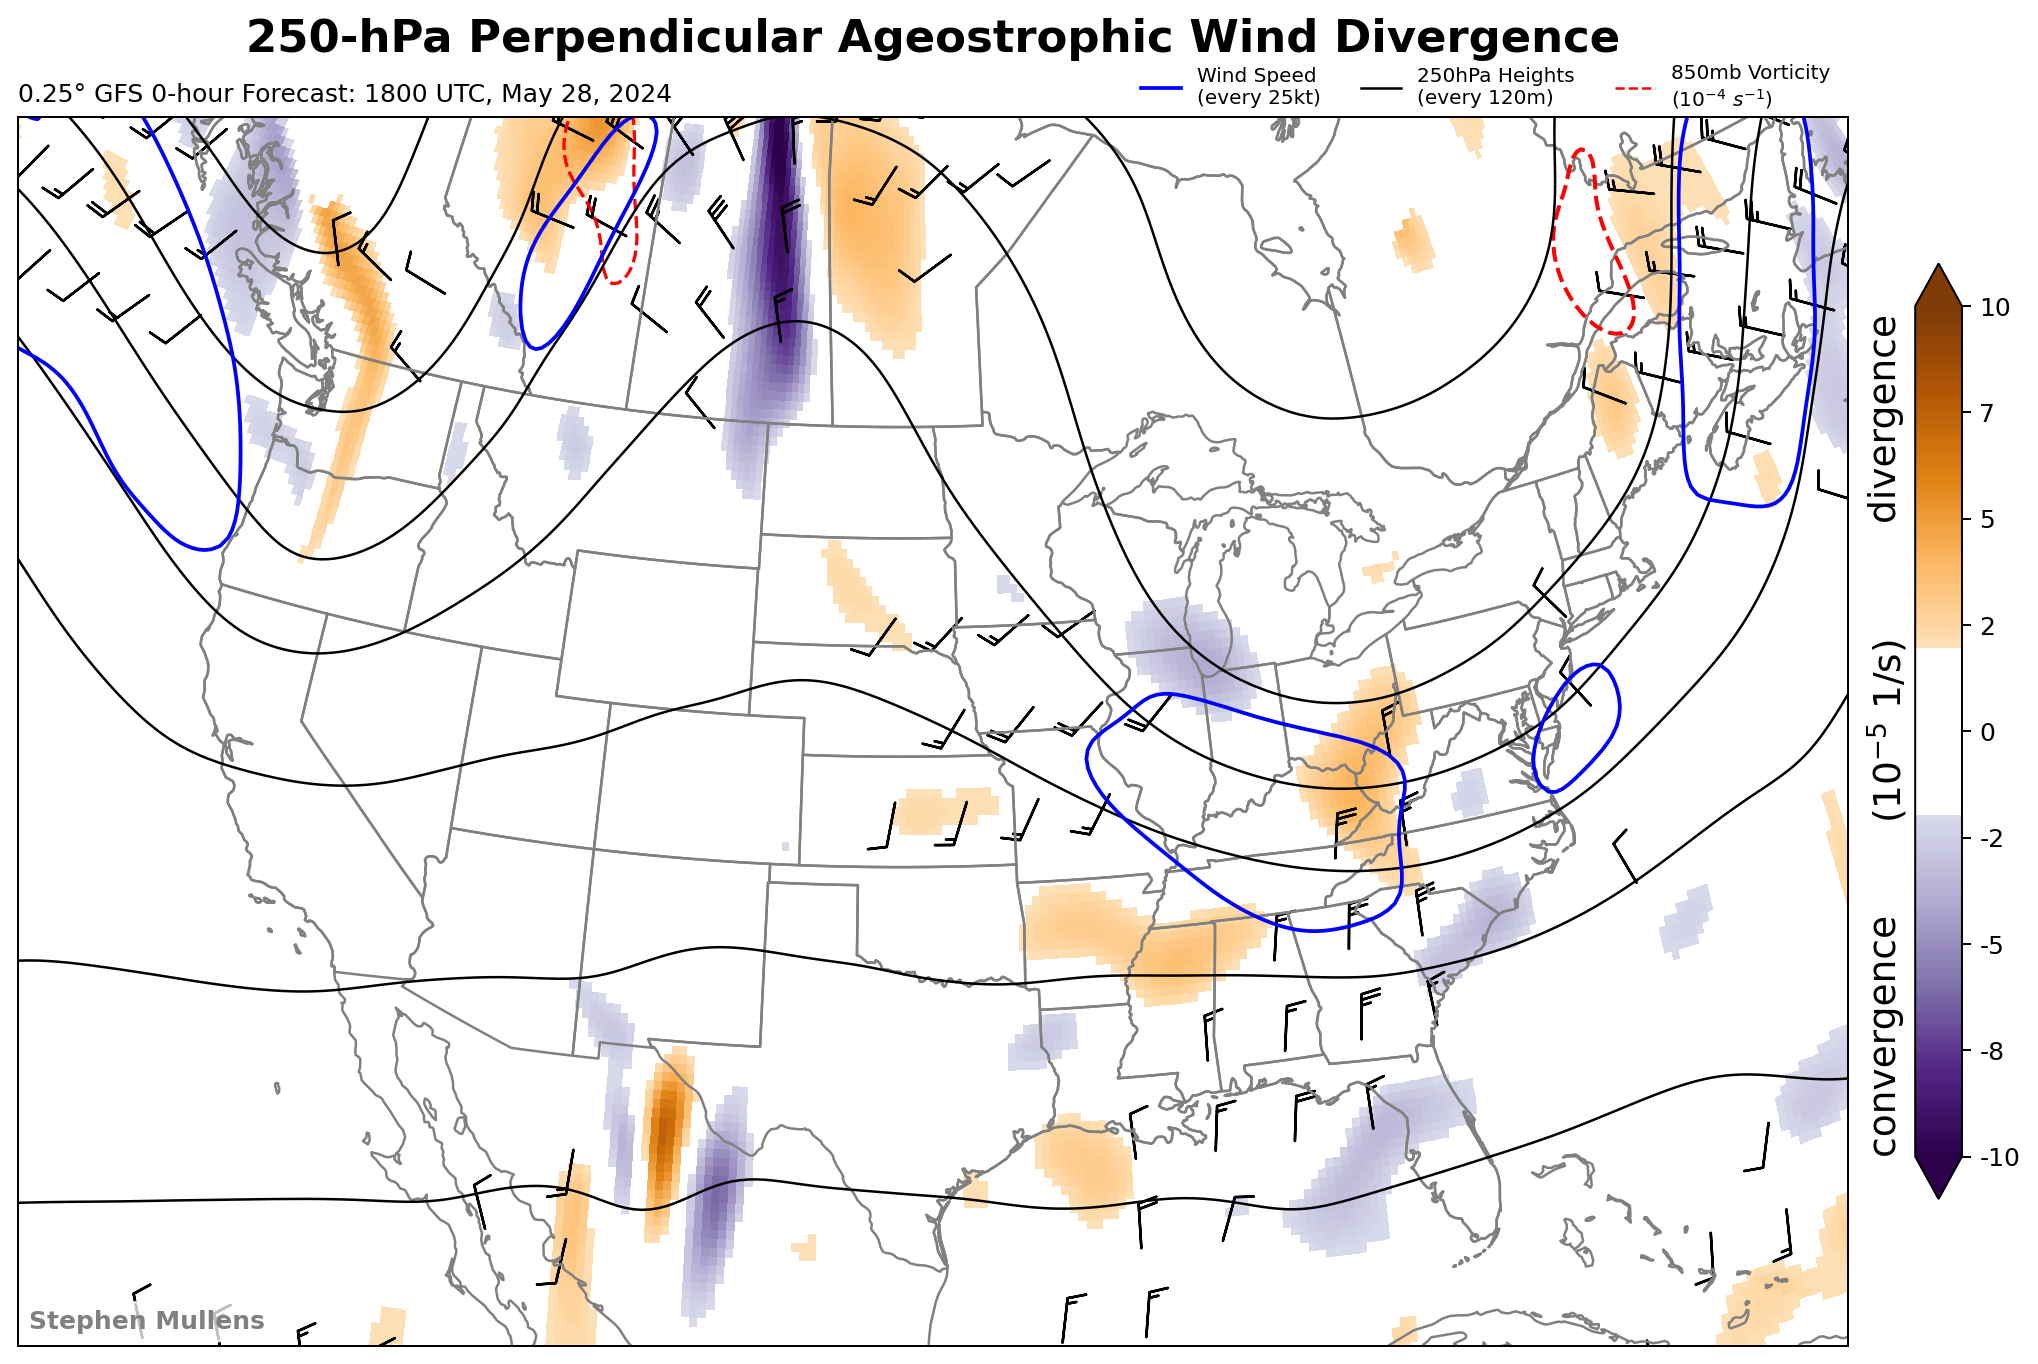 250-hPa Perpendicular Ageostrophic Wind Divergence
0.25° GFS 0-hour Forecast: 1800 UTC, May 28, 2024
Wind Speed
(every 25kt)
250hPa Heights
(every 120m)
850mb Vorticity
(10⁻⁴ s⁻¹)
10
7
5
2
0
-2
-5
-8
-10
convergence (10⁻⁵ 1/s) divergence
Stephen Mullens